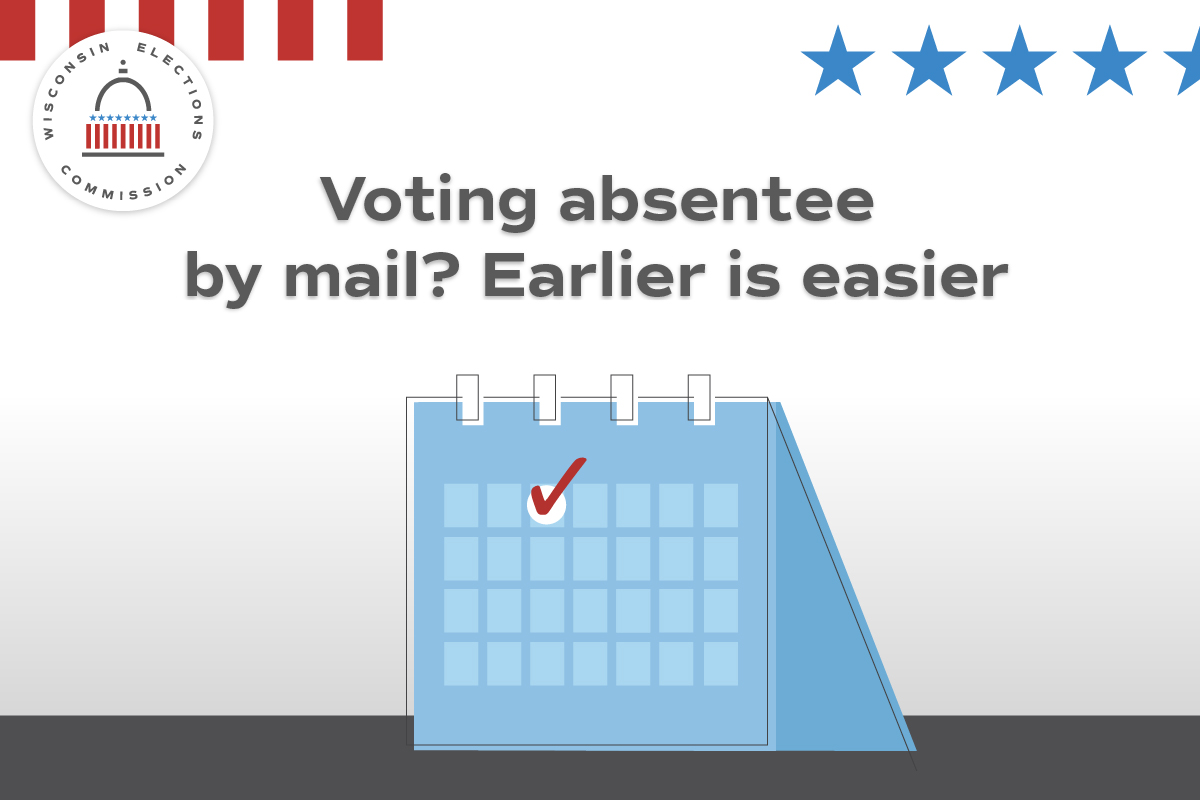 WISCONSIN ELECTIONS
COMMISSION
Voting absentee
by mail? Earlier is easier